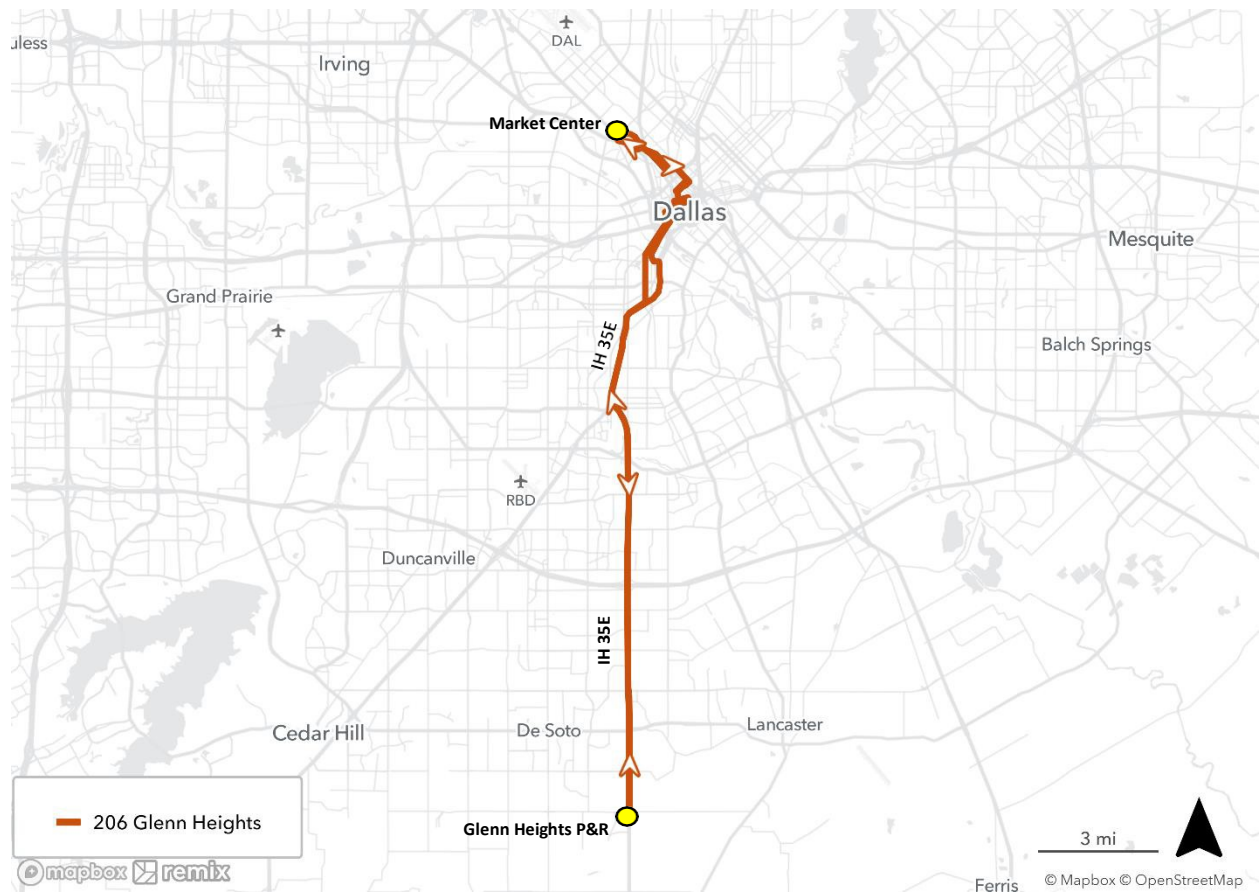 uless
DAL
Irving
Market Center
Dallas
Mesquite
Grand Prairie
IH 35E
Balch Springs
RBD
Duncanville
IH 35E
Cedar Hill
De Soto
Lancaster
206 Glenn Heights
Glenn Heights P&R
3 mi
mapbox remix
© Mapbox © OpenStreetMap
Ferris